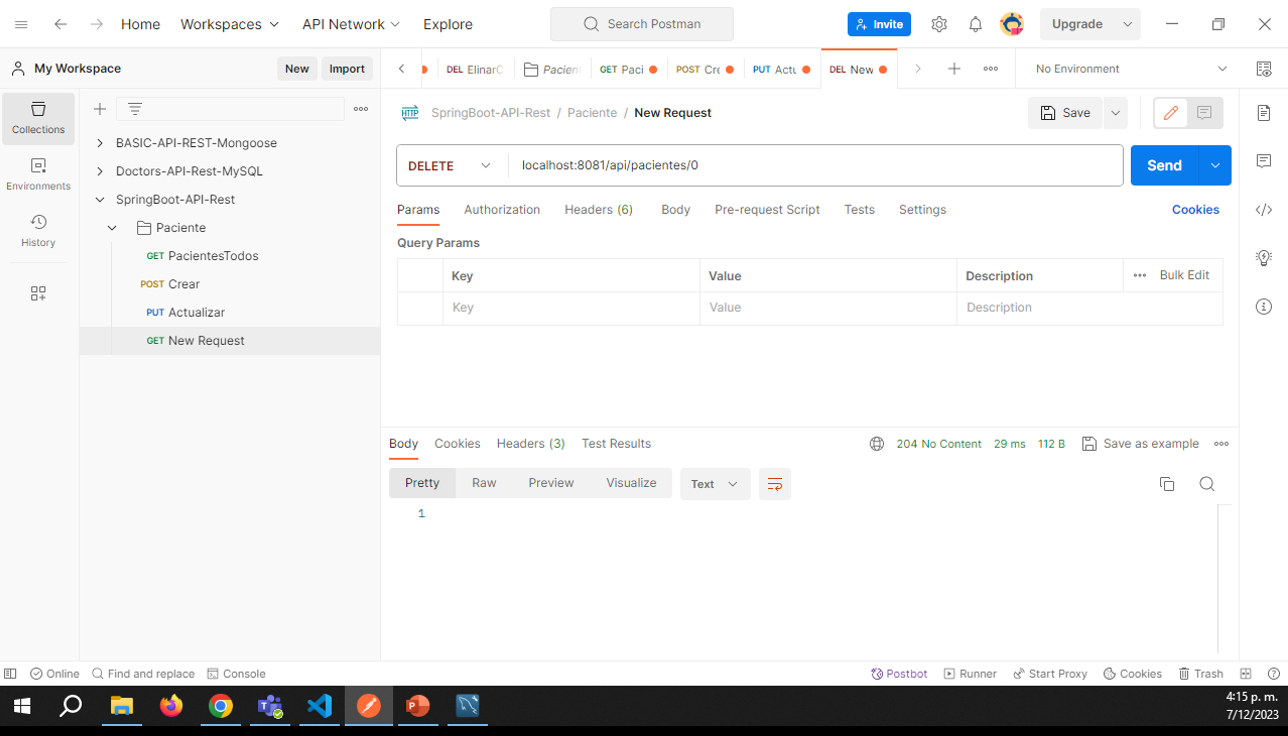 Home Workspaces API Network Explore Search Postman Invite Upgrade
My Workspace New Import DEL ElinarC Pacien GET Paci POST Cre PUT Actu DEL New No Environment
SpringBoot-API-Rest / Paciente / New Request Save
Collections
BASIC-API-REST-Mongoose
Doctors-API-Rest-MySQL
Environments
SpringBoot-API-Rest
Paciente
History
GET PacientesTodos
POST Crear
PUT Actualizar
GET New Request
HTTP
DELETE localhost:8081/api/pacientes/0 Send
Params Authorization Headers (6) Body Pre-request Script Tests Settings Cookies
Query Params
Key Value Description Bulk Edit
Key Value Description
Body Cookies Headers (3) Test Results 204 No Content 29 ms 112 B Save as example
Pretty Raw Preview Visualize Text
1
Online Find and replace Console Postbot Runner Start Proxy Cookies Trash
4:15 p. m.
7/12/2023